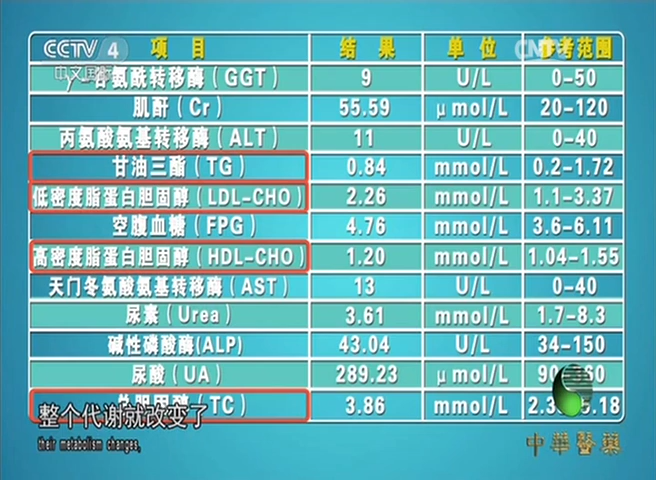 CCTV 4
中文国际
项 目 结 果 单 位 参考范围
谷氨酰转移酶(GGT) 9 U/L 0-50
肌酐(Cr) 55.59 μmol/L 20-120
丙氨酸氨基转移酶(ALT) 11 U/L 0-40
甘油三酯(TG) 0.84 mmol/L 0.2-1.72
低密度脂蛋白胆固醇(LDL-CHO) 2.26 mmol/L 1.1-3.37
空腹血糖(FPG) 4.76 mmol/L 3.6-6.11
高密度脂蛋白胆固醇(HDL-CHO) 1.20 mmol/L 1.04-1.55
天门冬氨酸氨基转移酶(AST) 13 U/L 0-40
尿素(Urea) 3.61 mmol/L 1.7-8.3
碱性磷酸酶(ALP) 43.04 U/L 34-150
尿酸(UA) 289.23 mmol/L
(TC) 3.86 mmol/L
整个代谢就改变了
their metabolism changes,
中華醫藥